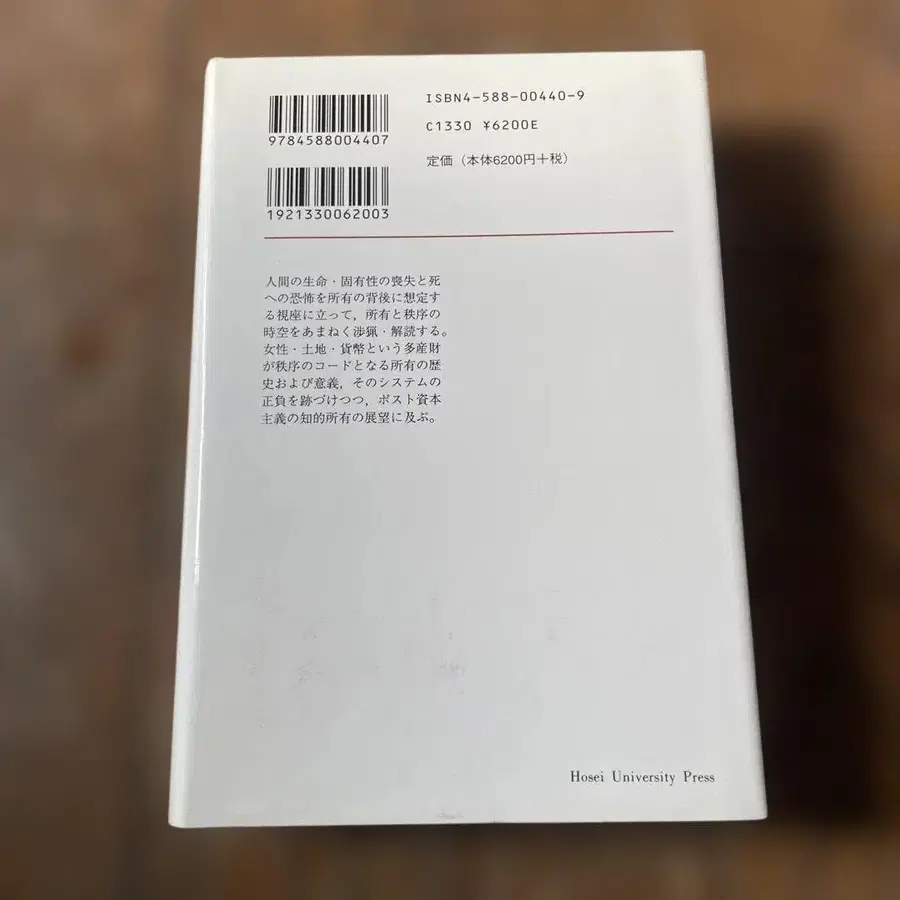 ISBN4-588-00440-9
9784588004407
C1330 ¥6200E
定価（本体6200円＋税）
1921330062003
人間の生命・固有性の喪失と死
への恐怖を所有の背後に想定す
る視座に立って，所有と秩序の
時空をあまねく渉猟・解読する。
女性・土地・貨幣という多産財
が秩序のコードとなる所有の歴
史および意義，そのシステムの
正負を跡づけつつ，ポスト資本
主義の知的所有の展望に及ぶ。
Hosei University Press